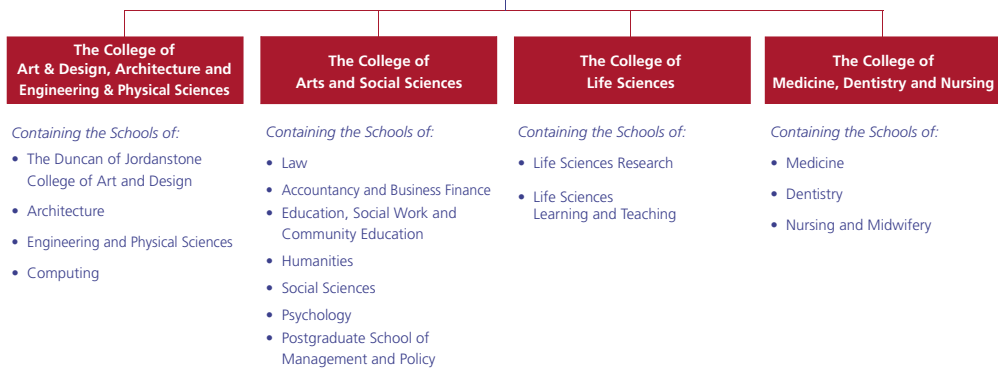 The College of
Art & Design, Architecture and
Engineering & Physical Sciences
Containing the Schools of:
• The Duncan of Jordanstone
College of Art and Design
• Architecture
• Engineering and Physical Sciences
• Computing
The College of
Arts and Social Sciences
Containing the Schools of:
• Law
• Accountancy and Business Finance
• Education, Social Work and
Community Education
• Humanities
• Social Sciences
• Psychology
• Postgraduate School of
Management and Policy
The College of
Life Sciences
Containing the Schools of:
• Life Sciences Research
• Life Sciences
Learning and Teaching
The College of
Medicine, Dentistry and Nursing
Containing the Schools of:
• Medicine
• Dentistry
• Nursing and Midwifery